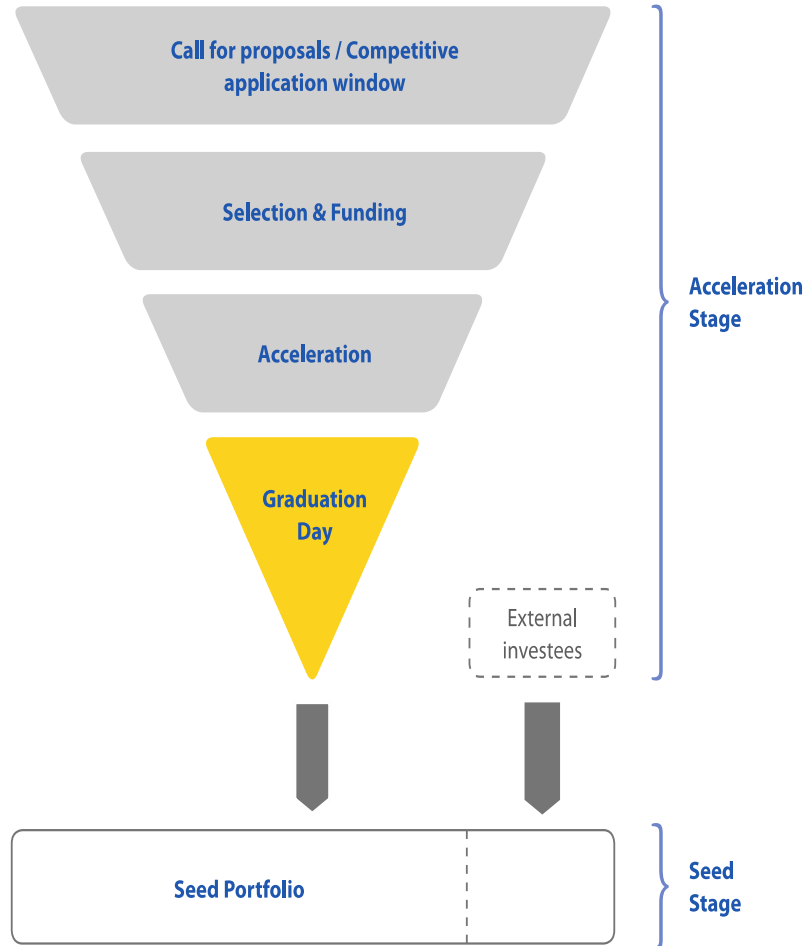 Call for proposals / Competitive
application window
Selection & Funding
Acceleration
Acceleration
Stage
Graduation
Day
External
investees
Seed Portfolio
Seed
Stage